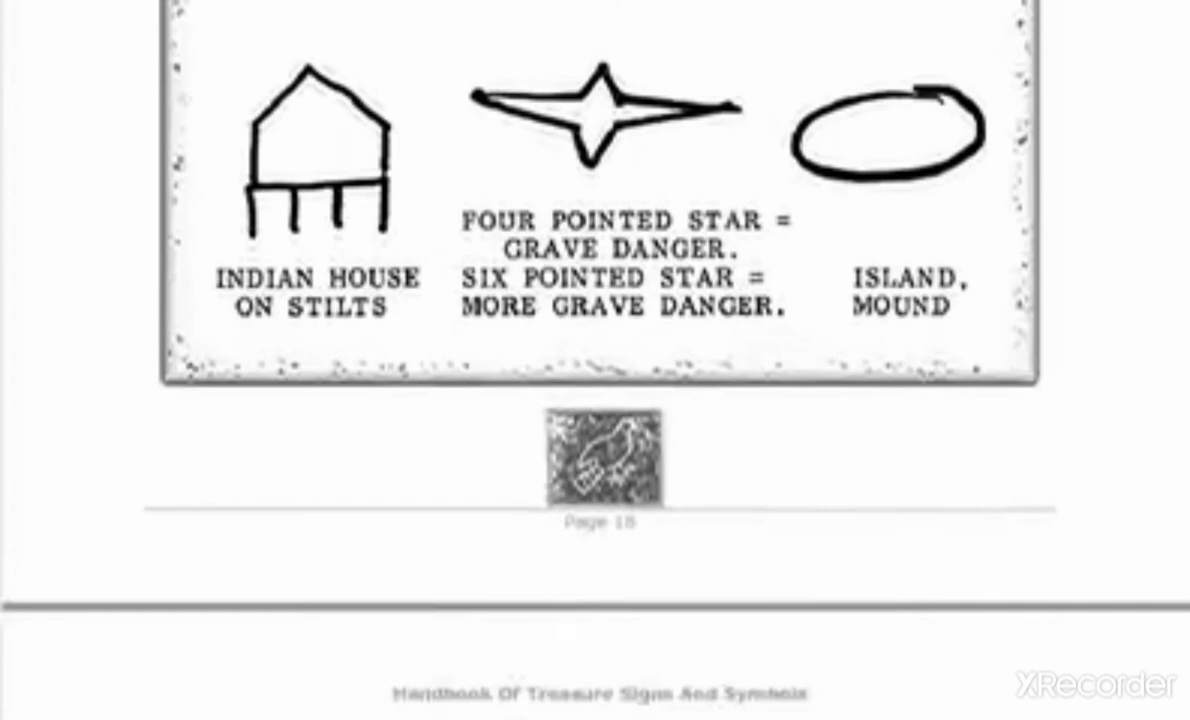 FOUR POINTED STAR =
GRAVE DANGER.
INDIAN HOUSE
ON STILTS
SIX POINTED STAR =
MORE GRAVE DANGER.
ISLAND,
MOUND
Page 18
Handbook Of Treasure Signs And Symbols
XRecorder